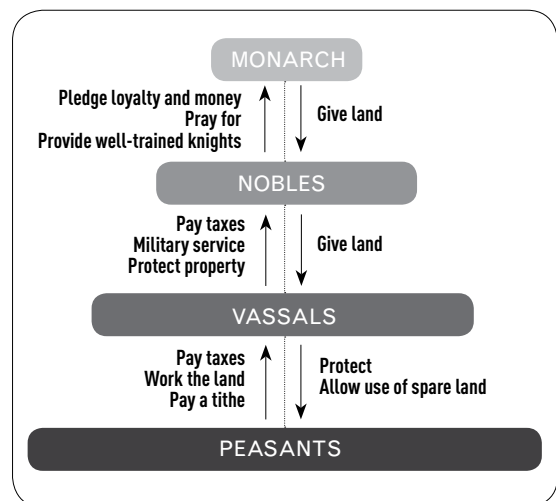 MONARCH
Pledge loyalty and money
Pray for
Provide well-trained knights
Give land
NOBLES
Pay taxes
Military service
Protect property
Give land
VASSALS
Pay taxes
Work the land
Pay a tithe
Protect
Allow use of spare land
PEASANTS